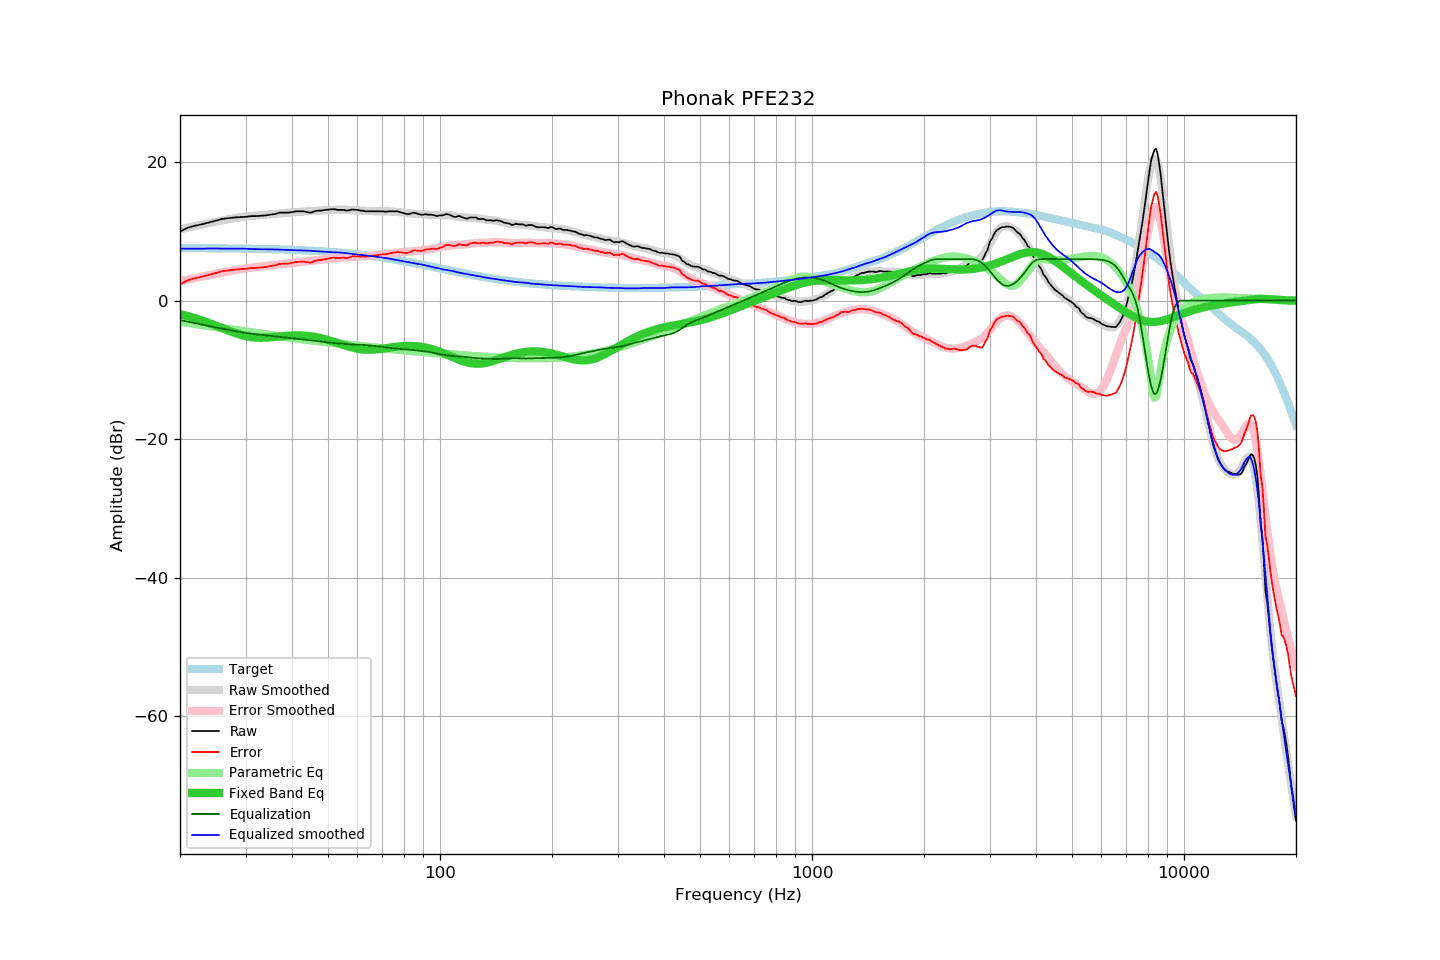 Phonak PFE232
20
0
−20
−40
−60
Amplitude (dBr)
Target
Raw Smoothed
Error Smoothed
Raw
Error
Parametric Eq
Fixed Band Eq
Equalization
Equalized smoothed
100
1000
10000
Frequency (Hz)